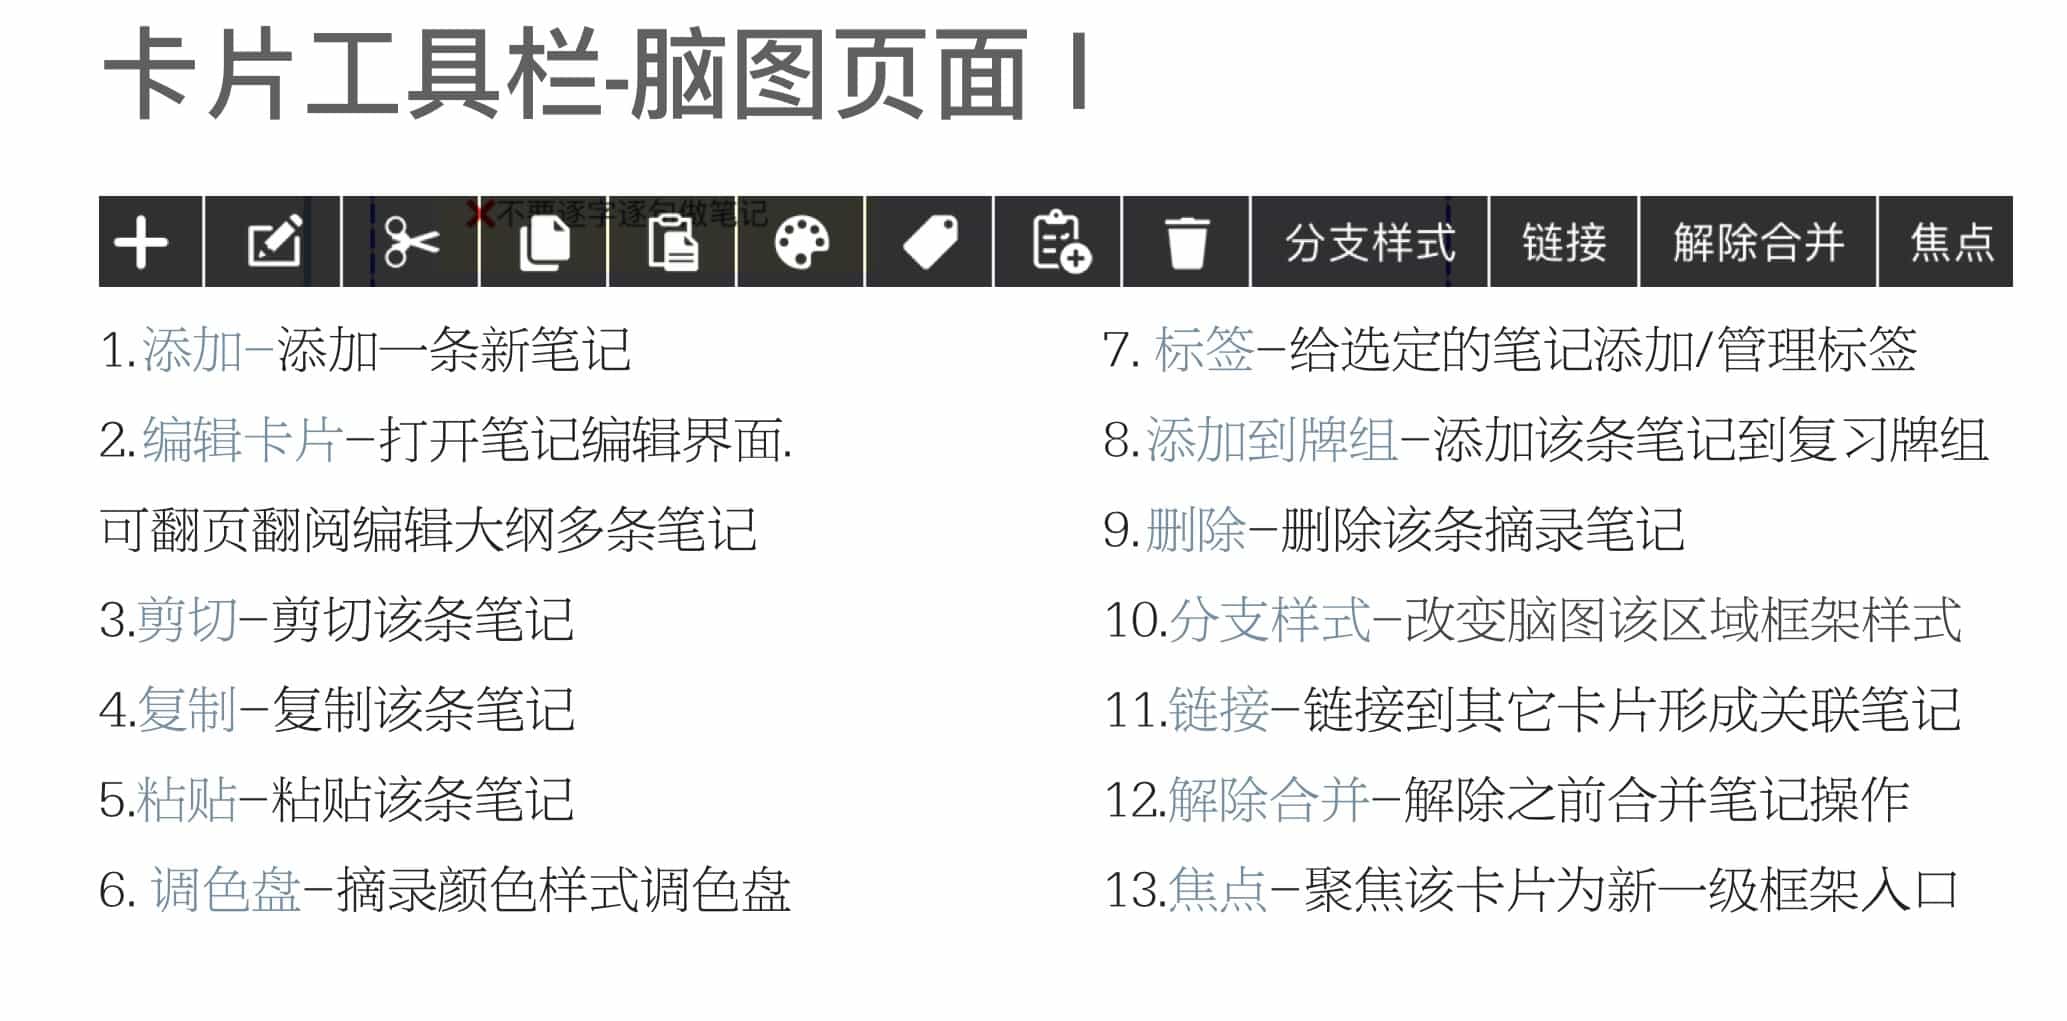 卡片工具栏-脑图页面 I
不要逐字逐句做笔记
分支样式 链接 解除合并 焦点
1.添加–添加一条新笔记
2.编辑卡片–打开笔记编辑界面.
可翻页翻阅编辑大纲多条笔记
3.剪切–剪切该条笔记
4.复制–复制该条笔记
5.粘贴–粘贴该条笔记
6. 调色盘–摘录颜色样式调色盘
7. 标签–给选定的笔记添加/管理标签
8.添加到牌组–添加该条笔记到复习牌组
9.删除–删除该条摘录笔记
10.分支样式–改变脑图该区域框架样式
11.链接–链接到其它卡片形成关联笔记
12.解除合并–解除之前合并笔记操作
13.焦点–聚焦该卡片为新一级框架入口